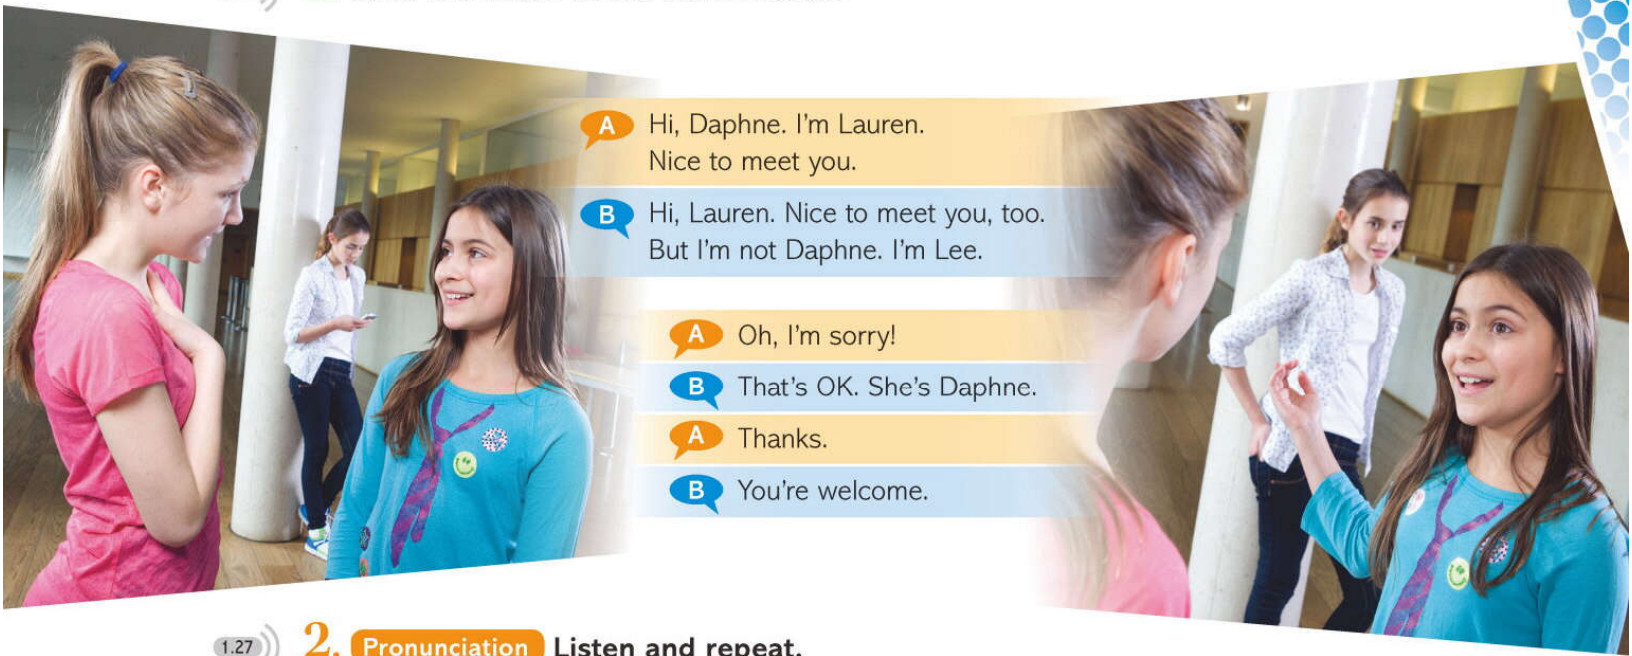 A Hi, Daphne. I'm Lauren.
Nice to meet you.
B Hi, Lauren. Nice to meet you, too.
But I'm not Daphne. I'm Lee.
A Oh, I'm sorry!
B That's OK. She's Daphne.
A Thanks.
B You're welcome.
1.27 2. Pronunciation Listen and repeat.